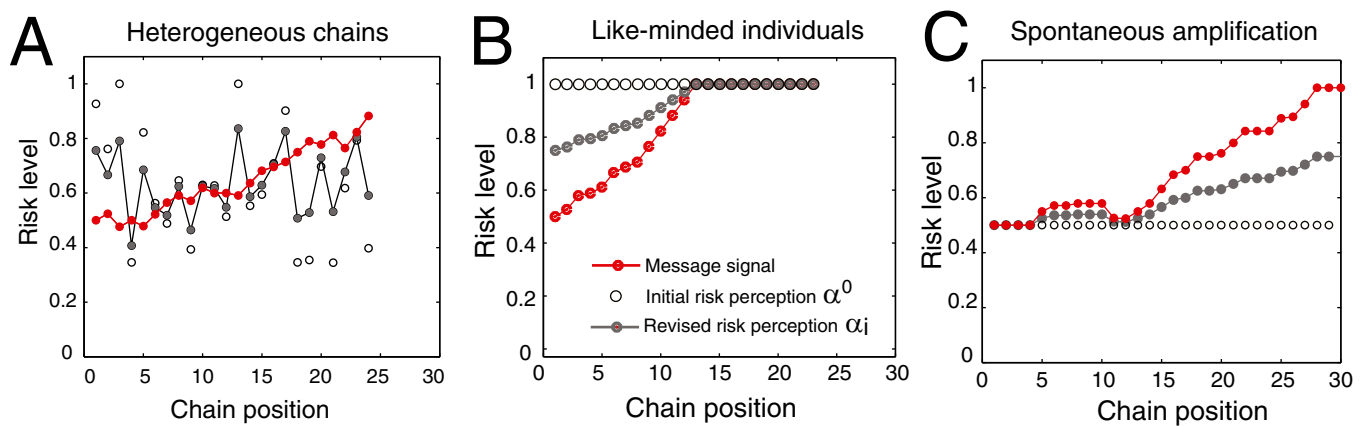 A
Heterogeneous chains
Risk level
1
0.8
0.6
0.4
0.2
0
0 5 10 15 20 25 30
Chain position
B
Like-minded individuals
Risk level
1
0.8
0.6
0.4
0.2
0
Message signal
Initial risk perception α⁰
Revised risk perception αi
0 5 10 15 20 25 30
Chain position
C
Spontaneous amplification
Risk level
1
0.8
0.6
0.4
0.2
0
0 5 10 15 20 25 30
Chain position